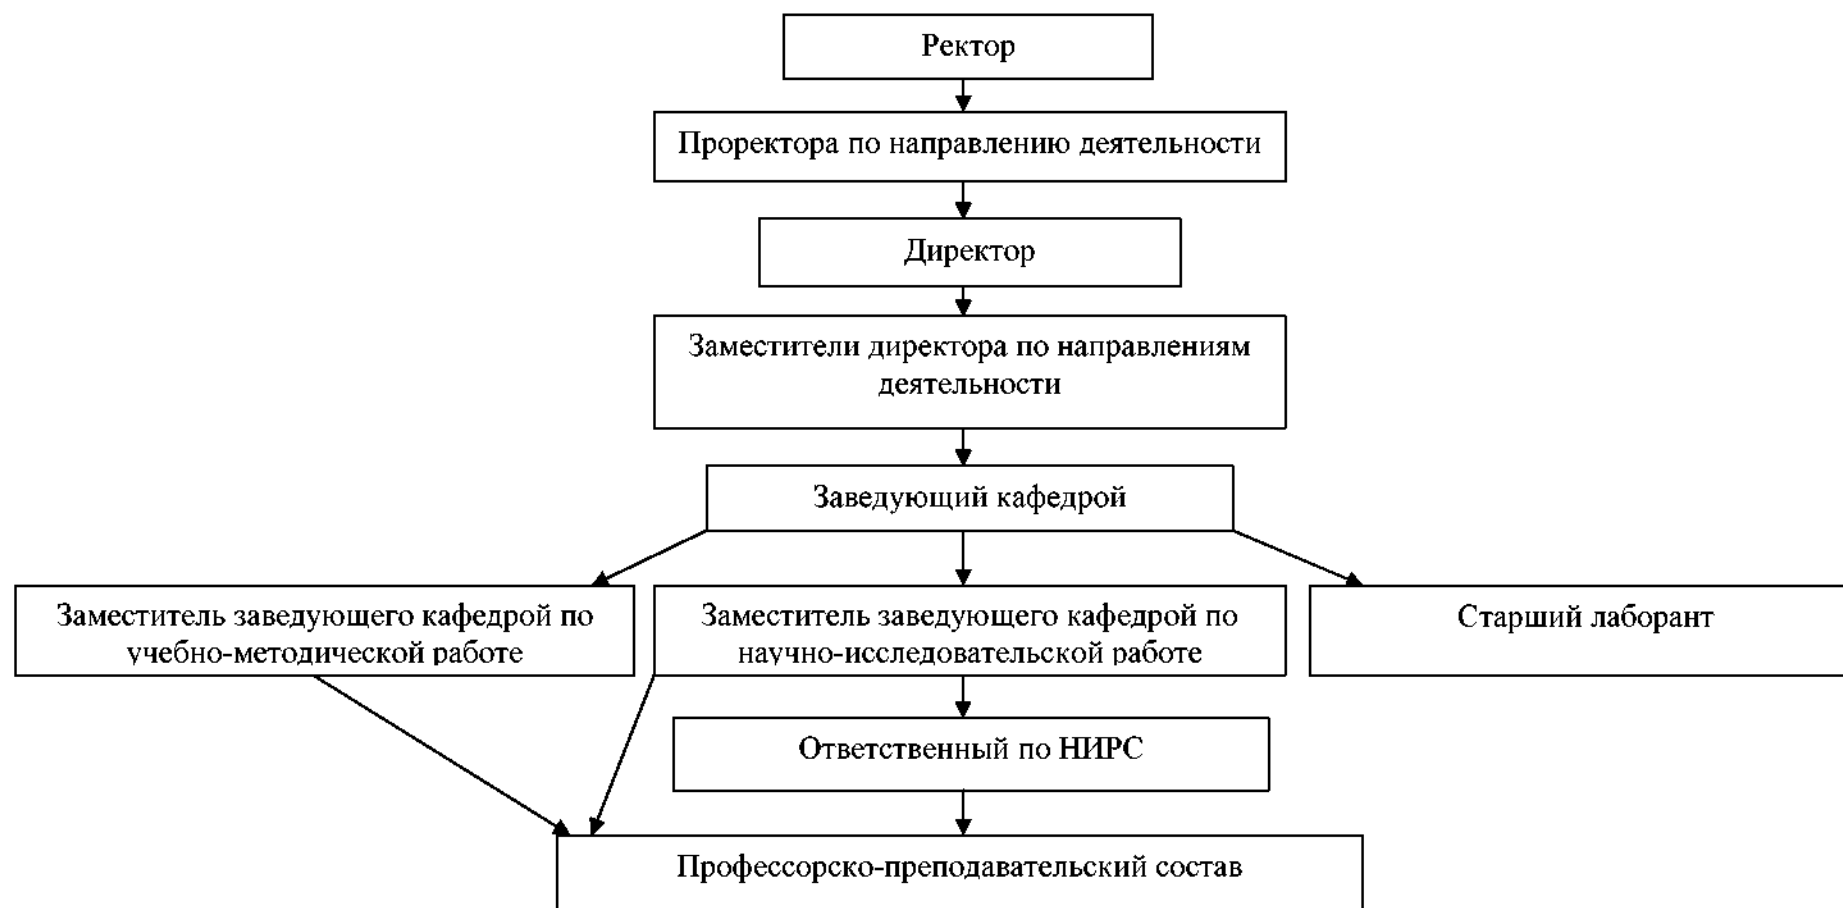 Ректор
Проректора по направлению деятельности
Директор
Заместители директора по направлениям
деятельности
Заведующий кафедрой
Заместитель заведующего кафедрой по
учебно-методической работе
Заместитель заведующего кафедрой по
научно-исследовательской работе
Старший лаборант
Ответственный по НИРС
Профессорско-преподавательский состав